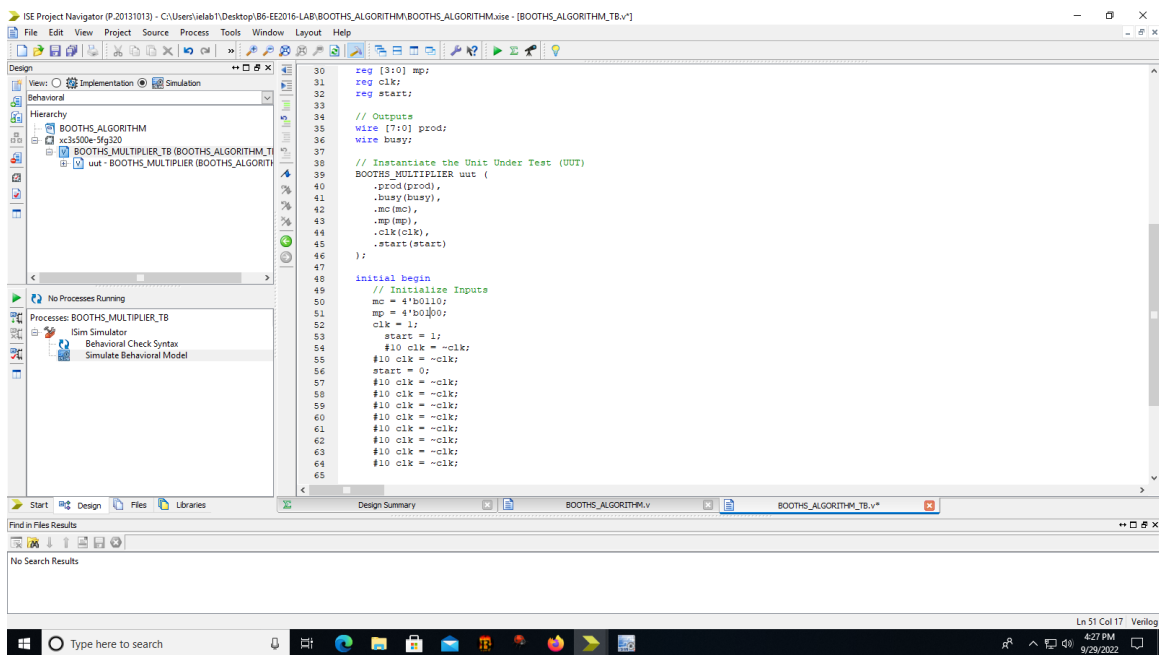 ISE Project Navigator (P.20131013) - C:\Users\ielab1\Desktop\B6-EE2016-LAB\BOOTHS_ALGORITHM\BOOTHS_ALGORITHM.xise - [BOOTHS_ALGORITHM_TB.v*]
File Edit View Project Source Process Tools Window Layout Help
Design
View: Implementation Simulation
Behavioral
Hierarchy
BOOTHS_ALGORITHM
xc3s500e-5fg320
BOOTHS_MULTIPLIER_TB (BOOTHS_ALGORITHM_TI
uut - BOOTHS_MULTIPLIER (BOOTHS_ALGORITH
No Processes Running
Processes: BOOTHS_MULTIPLIER_TB
ISim Simulator
Behavioral Check Syntax
Simulate Behavioral Model
30 reg [3:0] mp;
31 reg clk;
32 reg start;
33
34 // Outputs
35 wire [7:0] prod;
36 wire busy;
37
38 // Instantiate the Unit Under Test (UUT)
39 BOOTHS_MULTIPLIER uut (
40 .prod(prod),
41 .busy(busy),
42 .mc(mc),
43 .mp(mp),
44 .clk(clk),
45 .start(start)
46 );
47
48 initial begin
49 // Initialize Inputs
50 mc = 4'b0110;
51 mp = 4'b0100;
52 clk = 1;
53 start = 1;
54 #10 clk = ~clk;
55 #10 clk = ~clk;
56 start = 0;
57 #10 clk = ~clk;
58 #10 clk = ~clk;
59 #10 clk = ~clk;
60 #10 clk = ~clk;
61 #10 clk = ~clk;
62 #10 clk = ~clk;
63 #10 clk = ~clk;
64 #10 clk = ~clk;
65
Start Design Files Libraries
Design Summary BOOTHS_ALGORITHM.v BOOTHS_ALGORITHM_TB.v*
Find in Files Results
No Search Results
Ln 51 Col 17 Verilog
Type here to search
4:27 PM
9/29/2022